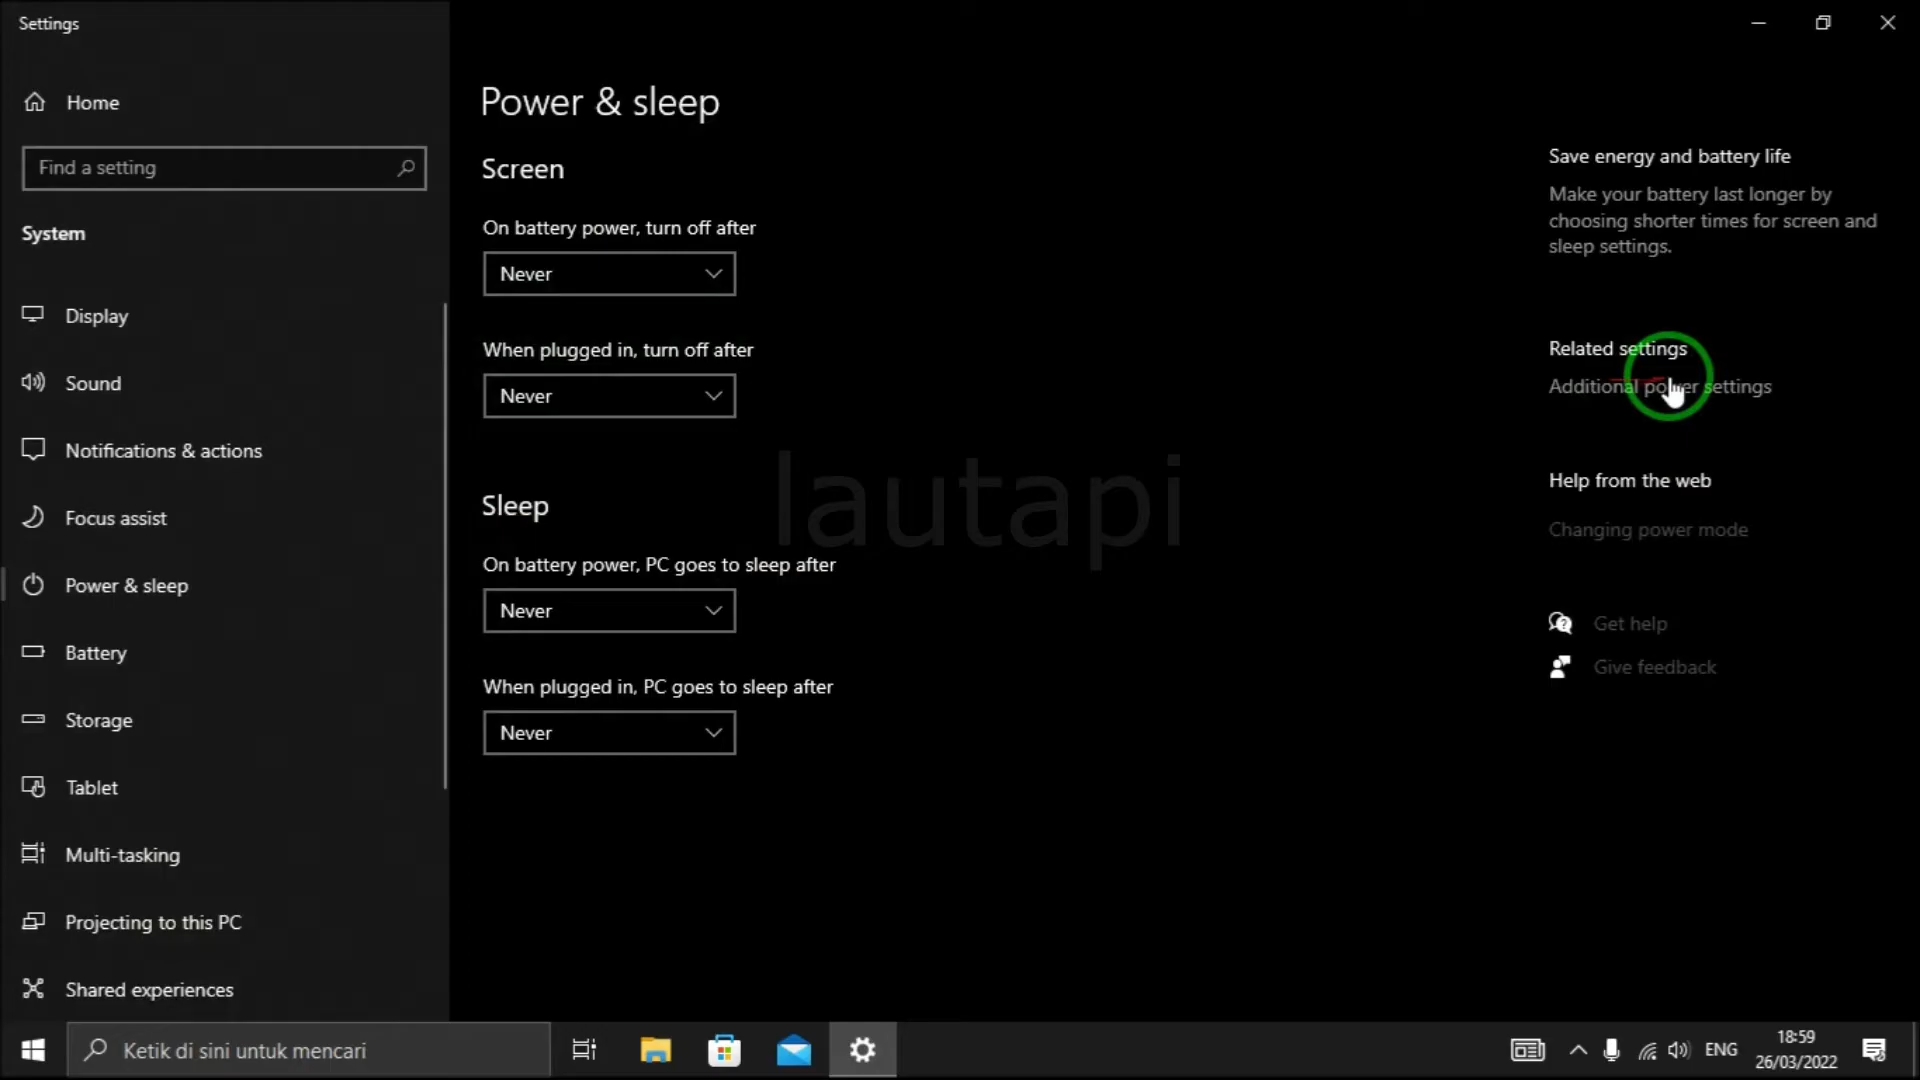 Settings
Home
Find a setting
System
Display
Sound
Notifications & actions
Focus assist
Power & sleep
Battery
Storage
Tablet
Multi-tasking
Projecting to this PC
Shared experiences
Power & sleep
Screen
On battery power, turn off after
Never
When plugged in, turn off after
Never
Sleep
On battery power, PC goes to sleep after
Never
When plugged in, PC goes to sleep after
Never
lautapi
Save energy and battery life
Make your battery last longer by
choosing shorter times for screen and
sleep settings.
Related settings
Additional power settings
Help from the web
Changing power mode
Get help
Give feedback
Ketik di sini untuk mencari
ENG
18:59
26/03/2022